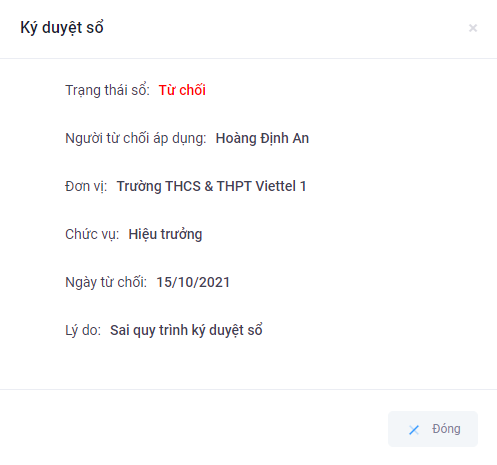 Ký duyệt sổ
Trạng thái sổ: Từ chối
Người từ chối áp dụng: Hoàng Định An
Đơn vị: Trường THCS & THPT Viettel 1
Chức vụ: Hiệu trưởng
Ngày từ chối: 15/10/2021
Lý do: Sai quy trình ký duyệt sổ
Đóng